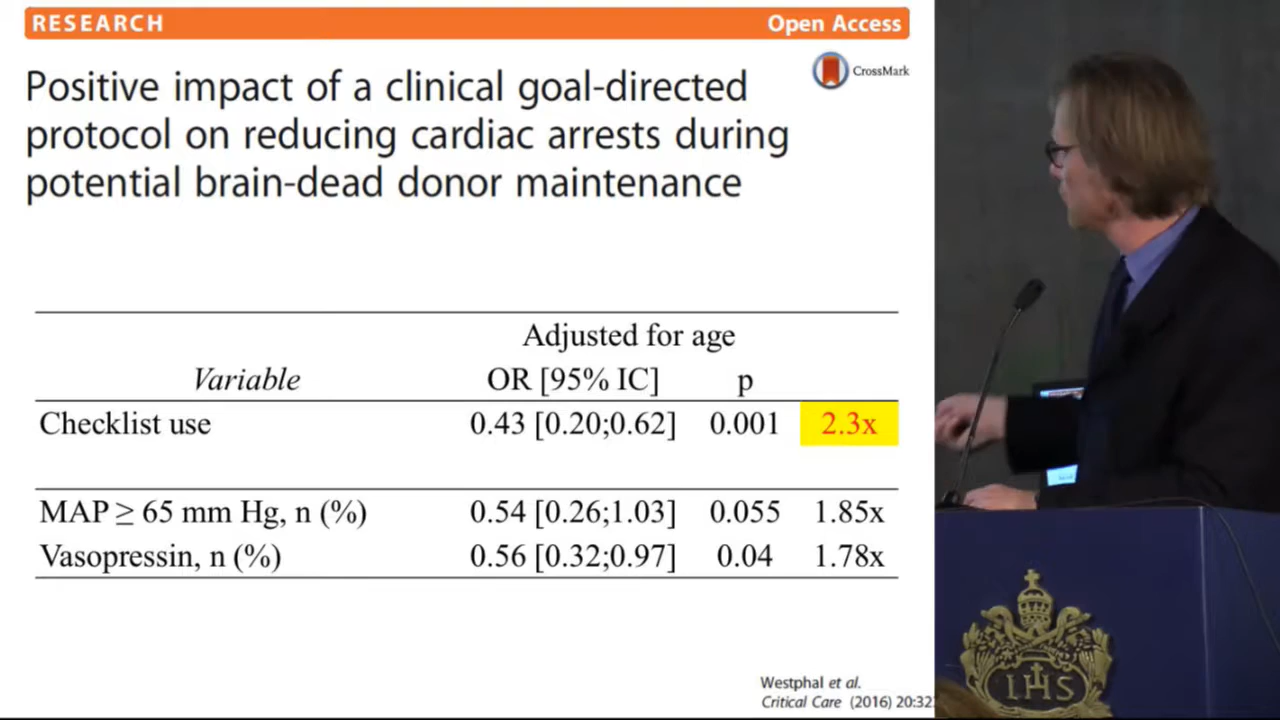 RESEARCH Open Access
CrossMark
Positive impact of a clinical goal-directed
protocol on reducing cardiac arrests during
potential brain-dead donor maintenance
Adjusted for age
Variable OR [95% IC] p
Checklist use 0.43 [0.20;0.62] 0.001 2.3x
MAP ≥ 65 mm Hg, n (%) 0.54 [0.26;1.03] 0.055 1.85x
Vasopressin, n (%) 0.56 [0.32;0.97] 0.04 1.78x
Westphal et al.
Critical Care (2016) 20:32
IHS